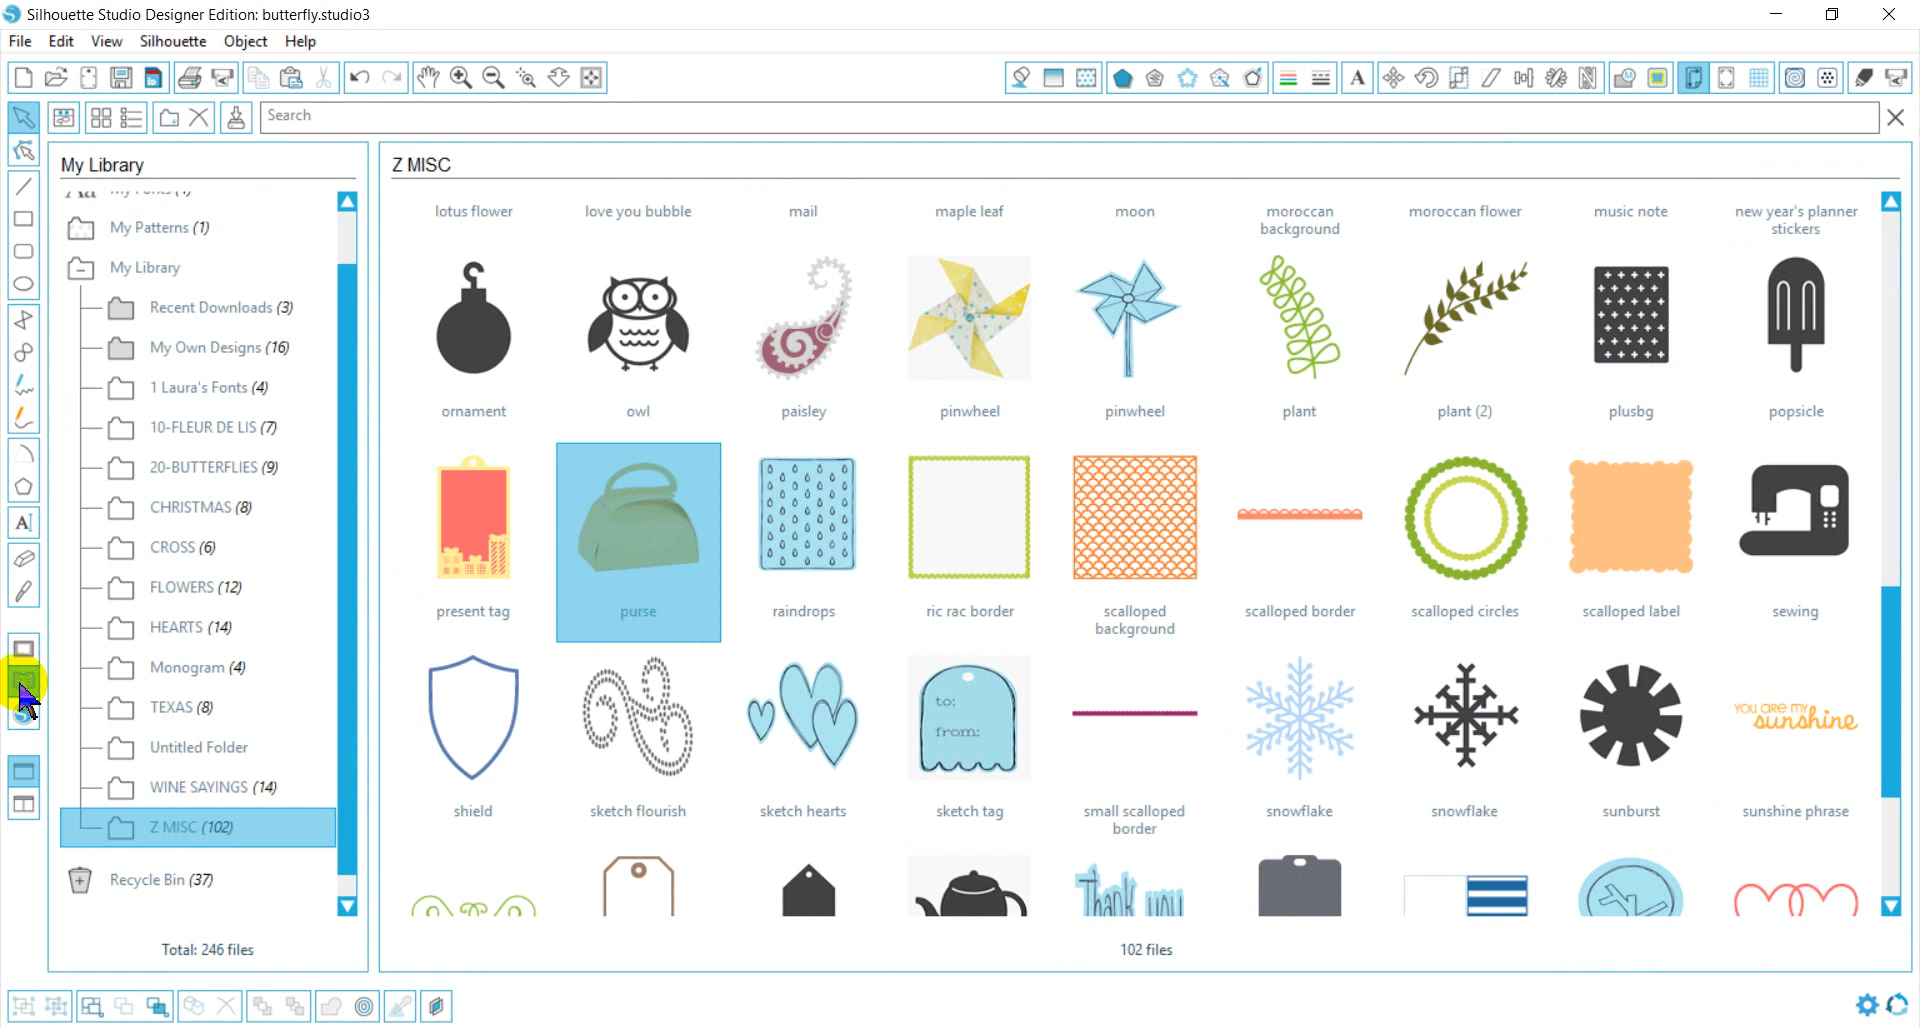 Silhouette Studio Designer Edition: butterfly.studio3
File Edit View Silhouette Object Help
Search
My Library
My Patterns (1)
My Library
Recent Downloads (3)
My Own Designs (16)
1 Laura's Fonts (4)
10-FLEUR DE LIS (7)
20-BUTTERFLIES (9)
CHRISTMAS (8)
CROSS (6)
FLOWERS (12)
HEARTS (14)
Monogram (4)
TEXAS (8)
Untitled Folder
WINE SAYINGS (14)
Z MISC (102)
Recycle Bin (37)
Total: 246 files
Z MISC
lotus flower love you bubble mail maple leaf moon moroccan background moroccan flower music note new year's planner stickers
ornament owl paisley pinwheel pinwheel plant plant (2) plusbg popsicle
present tag purse raindrops ric rac border scalloped background scalloped border scalloped circles scalloped label sewing
to:
from:
YOU ARE MY
sunshine
shield sketch flourish sketch hearts sketch tag small scalloped border snowflake snowflake sunburst sunshine phrase
Thank you
102 files